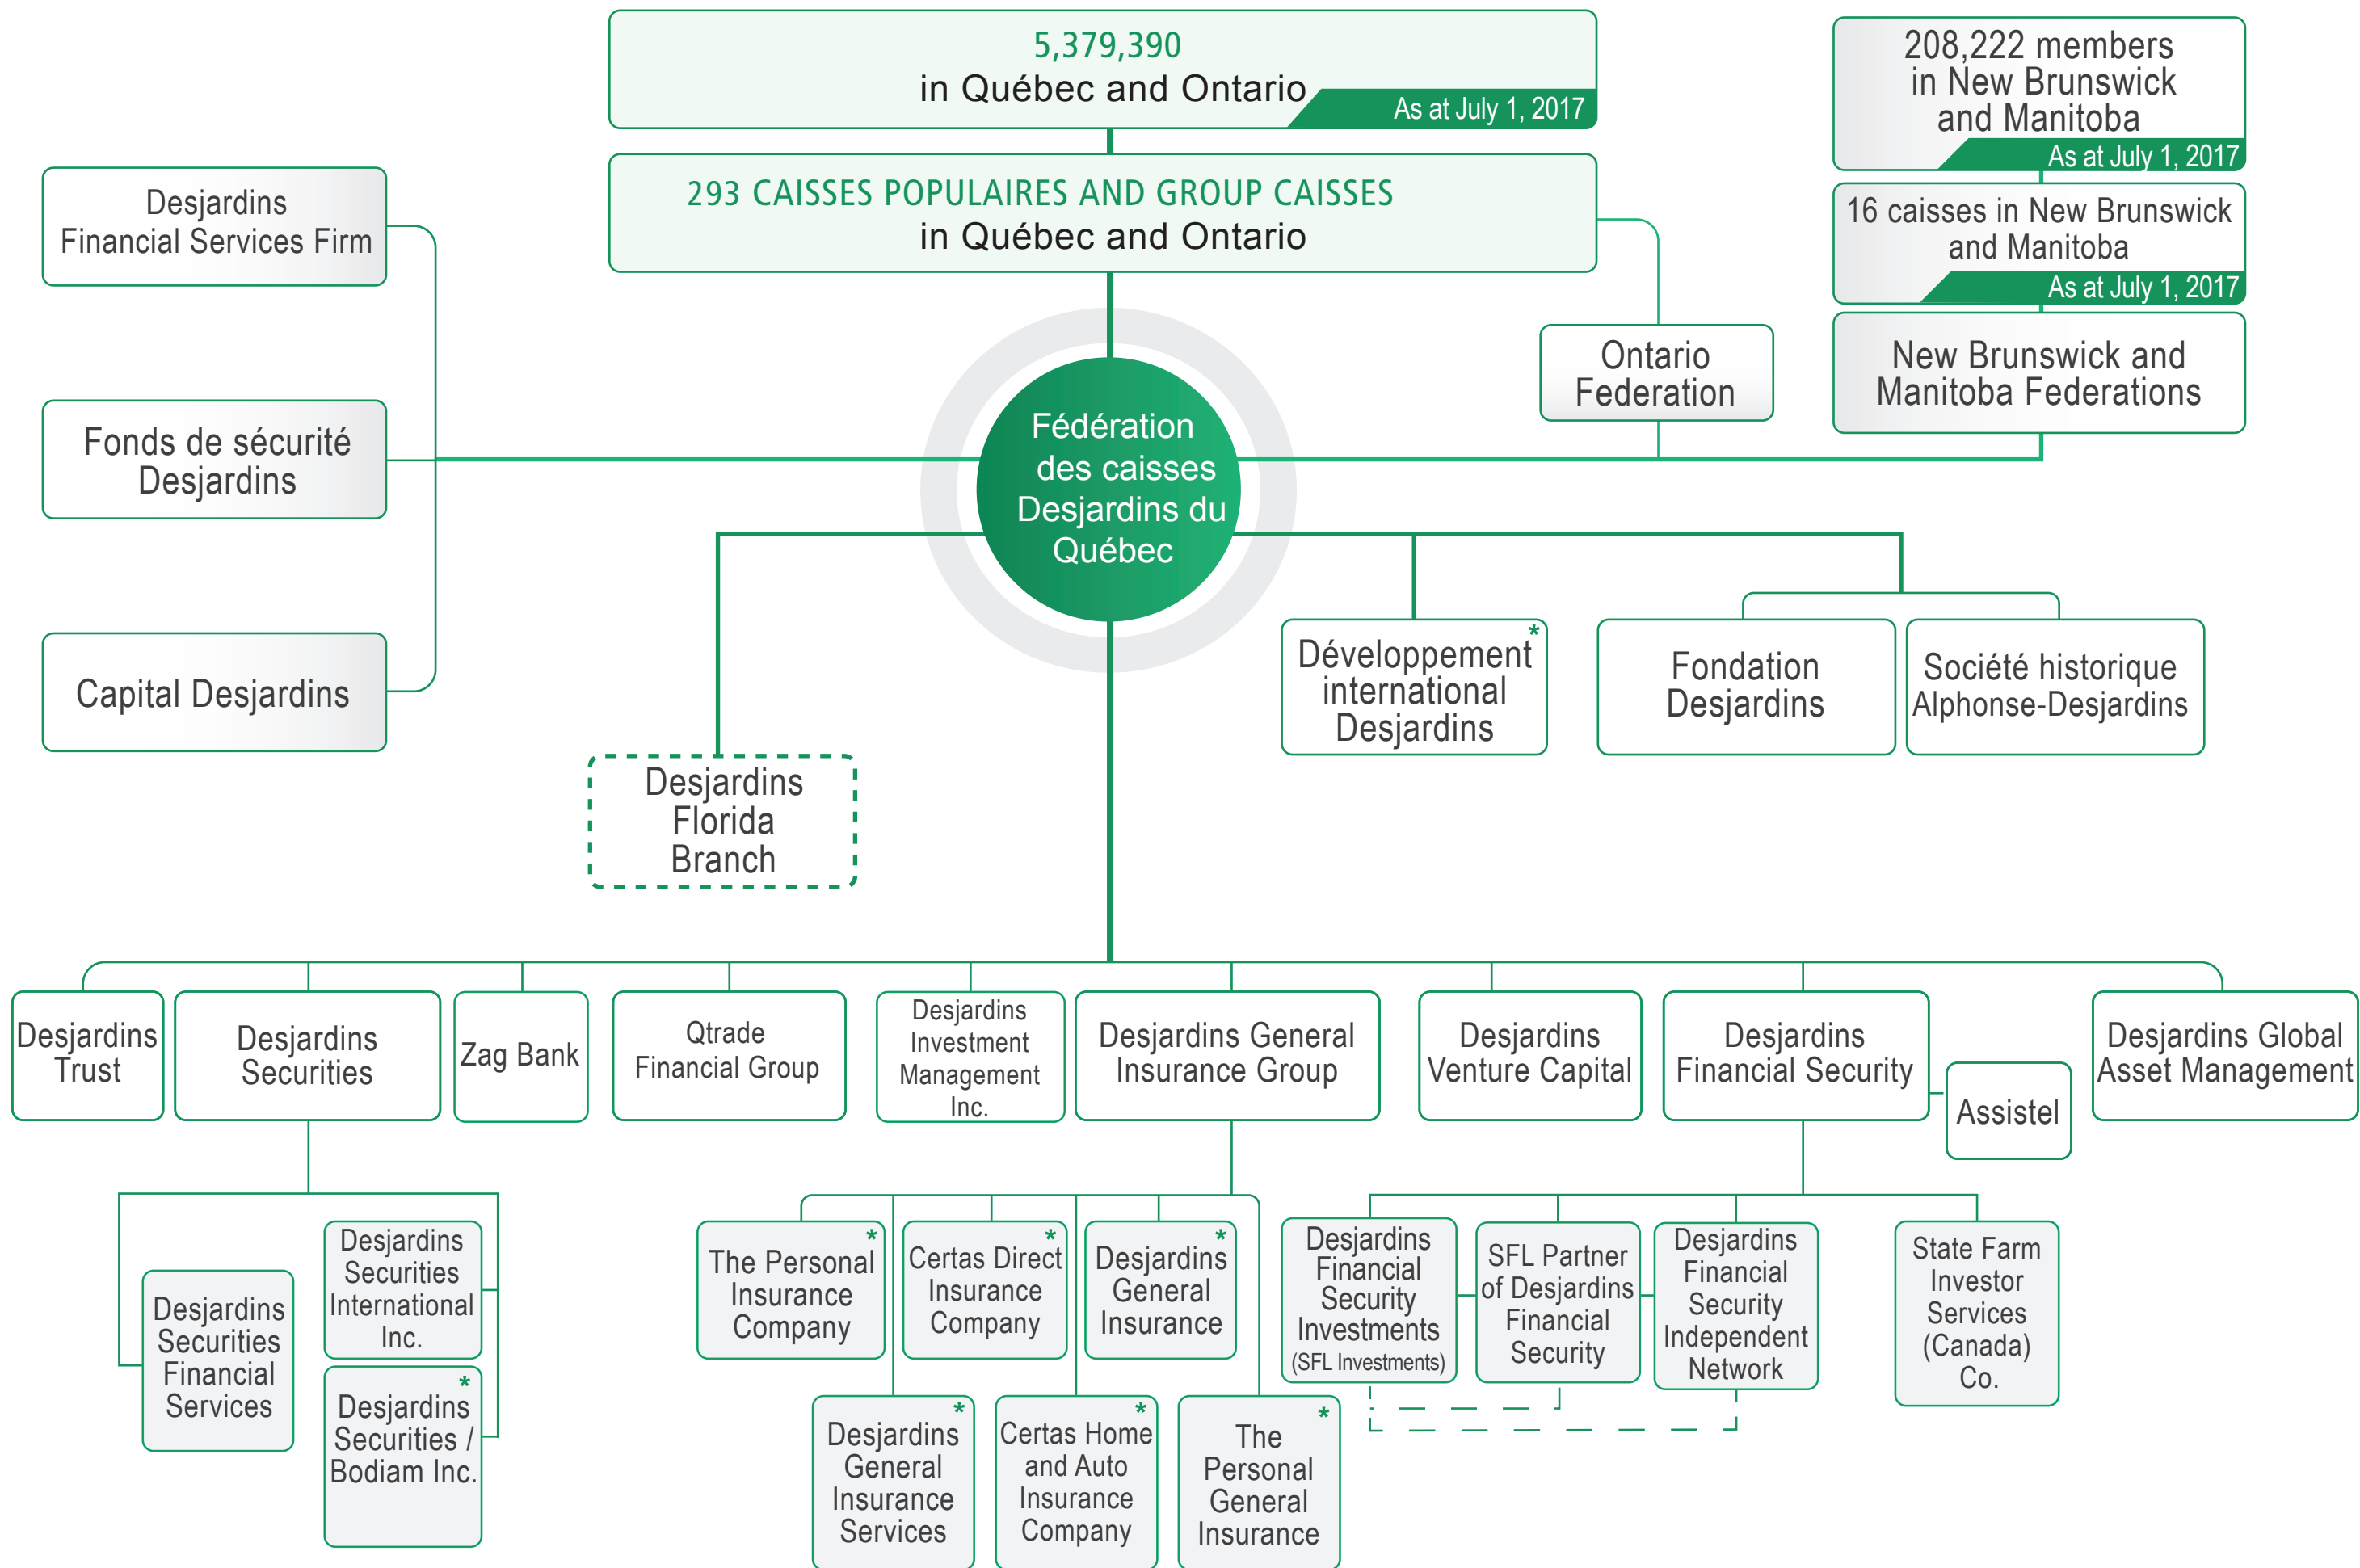 5,379,390
in Québec and Ontario
As at July 1, 2017
208,222 members
in New Brunswick
and Manitoba
As at July 1, 2017
293 CAISSES POPULAIRES AND GROUP CAISSES
in Québec and Ontario
16 caisses in New Brunswick
and Manitoba
As at July 1, 2017
Desjardins
Financial Services Firm
Ontario
Federation
New Brunswick and
Manitoba Federations
Fonds de sécurité
Desjardins
Fédération
des caisses
Desjardins du
Québec
Capital Desjardins
*
Développement
international
Desjardins
Fondation
Desjardins
Société historique
Alphonse-Desjardins
Desjardins
Florida
Branch
Desjardins
Trust
Desjardins
Securities
Zag Bank
Qtrade
Financial Group
Desjardins
Investment
Management
Inc.
Desjardins General
Insurance Group
Desjardins
Venture Capital
Desjardins
Financial Security
Assistel
Desjardins Global
Asset Management
Desjardins
Securities
Financial
Services
Desjardins
Securities
International
Inc.
*
Desjardins
Securities /
Bodiam Inc.
*
The Personal
Insurance
Company
*
Certas Direct
Insurance
Company
*
Desjardins
General
Insurance
*
Desjardins
General
Insurance
Services
*
Certas Home
and Auto
Insurance
Company
*
The
Personal
General
Insurance
Desjardins
Financial
Security
Investments
(SFL Investments)
SFL Partner
of Desjardins
Financial
Security
Desjardins
Financial
Security
Independent
Network
State Farm
Investor
Services
(Canada)
Co.